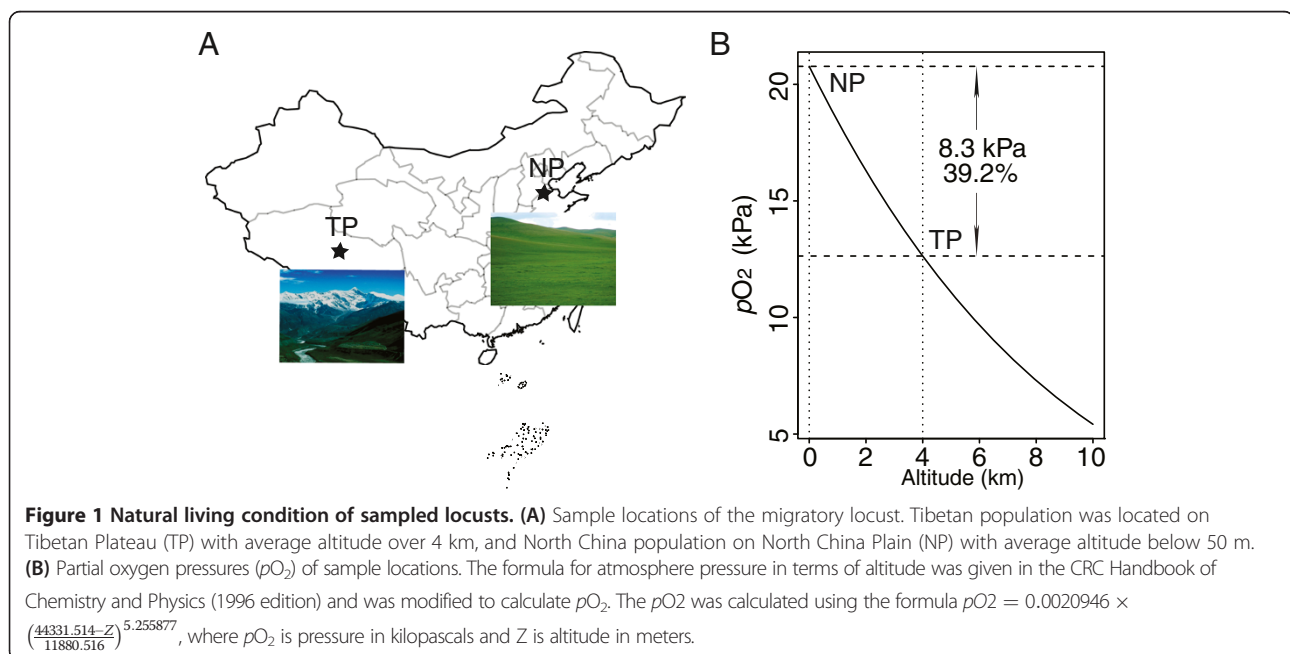 A
NP
TP
B
20
15
10
5
pO2 (kPa)
NP
8.3 kPa
39.2%
TP
0 2 4 6 8 10
Altitude (km)
Figure 1 Natural living condition of sampled locusts. (A) Sample locations of the migratory locust. Tibetan population was located on
Tibetan Plateau (TP) with average altitude over 4 km, and North China population on North China Plain (NP) with average altitude below 50 m.
(B) Partial oxygen pressures (pO₂) of sample locations. The formula for atmosphere pressure in terms of altitude was given in the CRC Handbook of
Chemistry and Physics (1996 edition) and was modified to calculate pO₂. The pO2 was calculated using the formula pO2 = 0.0020946 ×
(44331.514−Z / 11880.516)^5.255877, where pO₂ is pressure in kilopascals and Z is altitude in meters.